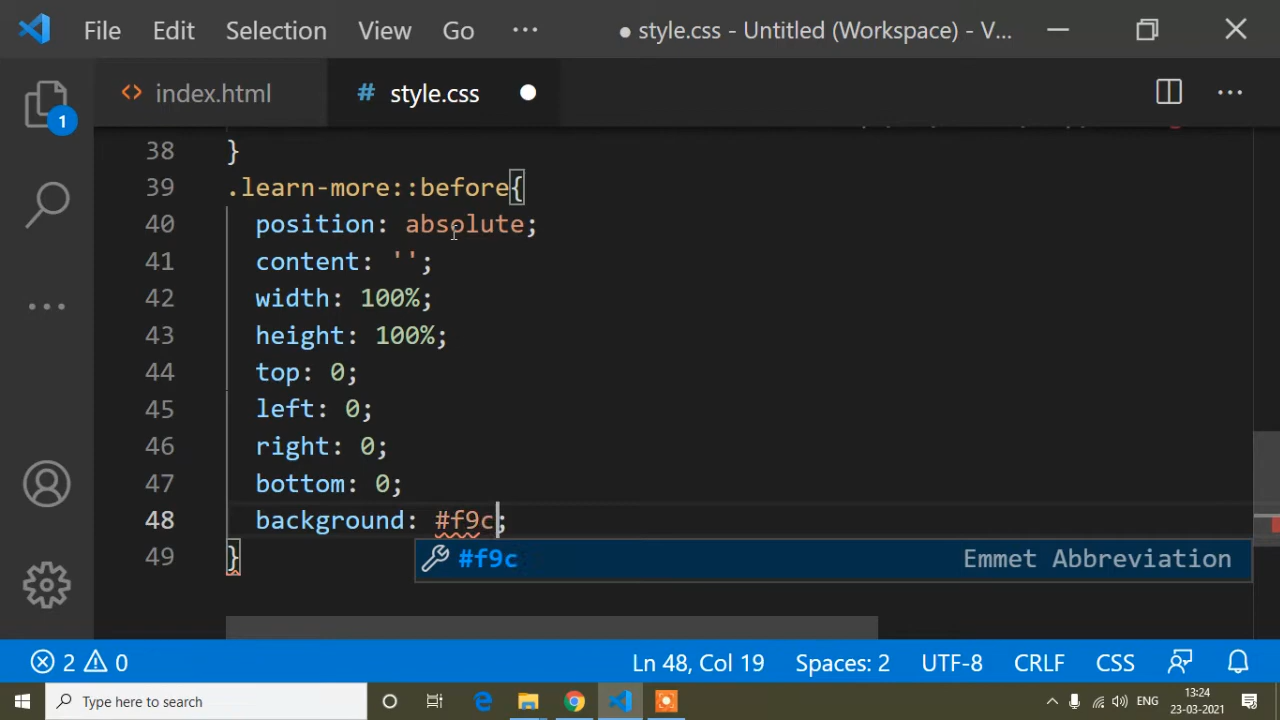 File Edit Selection View Go ··· ● style.css - Untitled (Workspace) - V...
<> index.html # style.css ●
1
38 }
39 .learn-more::before{
40 position: absolute;
41 content: '';
42 width: 100%;
43 height: 100%;
44 top: 0;
45 left: 0;
46 right: 0;
47 bottom: 0;
48 background: #f9c;
#f9c Emmet Abbreviation
49 }
2 0 Ln 48, Col 19 Spaces: 2 UTF-8 CRLF CSS
Type here to search ENG 13:24
23-03-2021